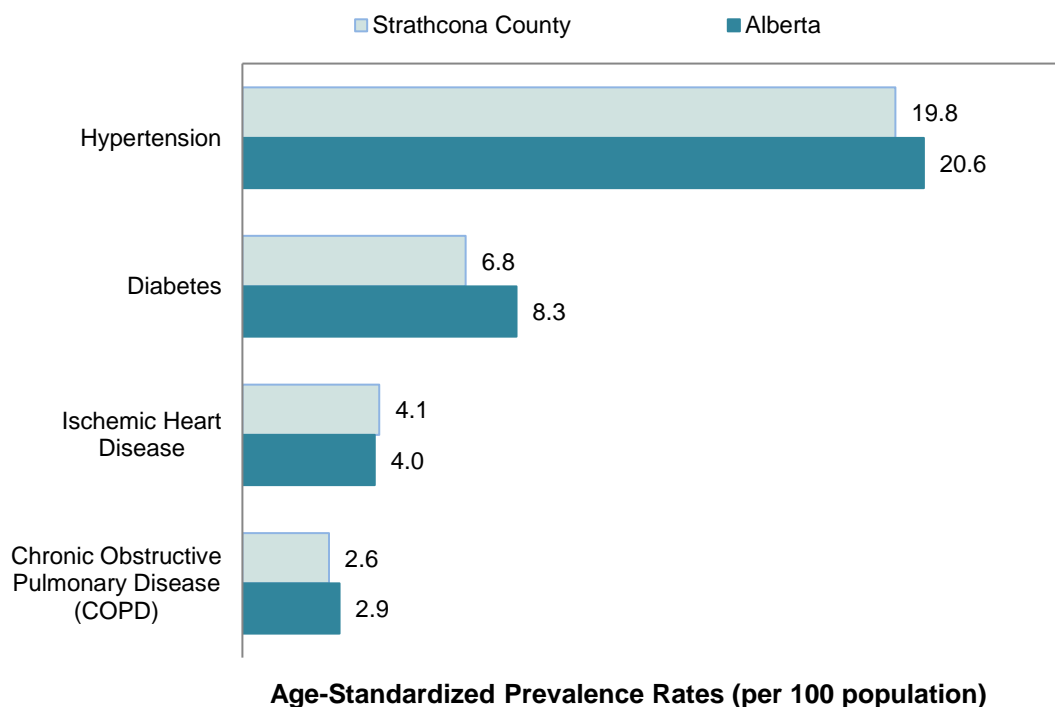 Strathcona County
Alberta
Hypertension
19.8
20.6
Diabetes
6.8
8.3
Ischemic Heart
Disease
4.1
4.0
Chronic Obstructive
Pulmonary Disease
(COPD)
2.6
2.9
Age-Standardized Prevalence Rates (per 100 population)